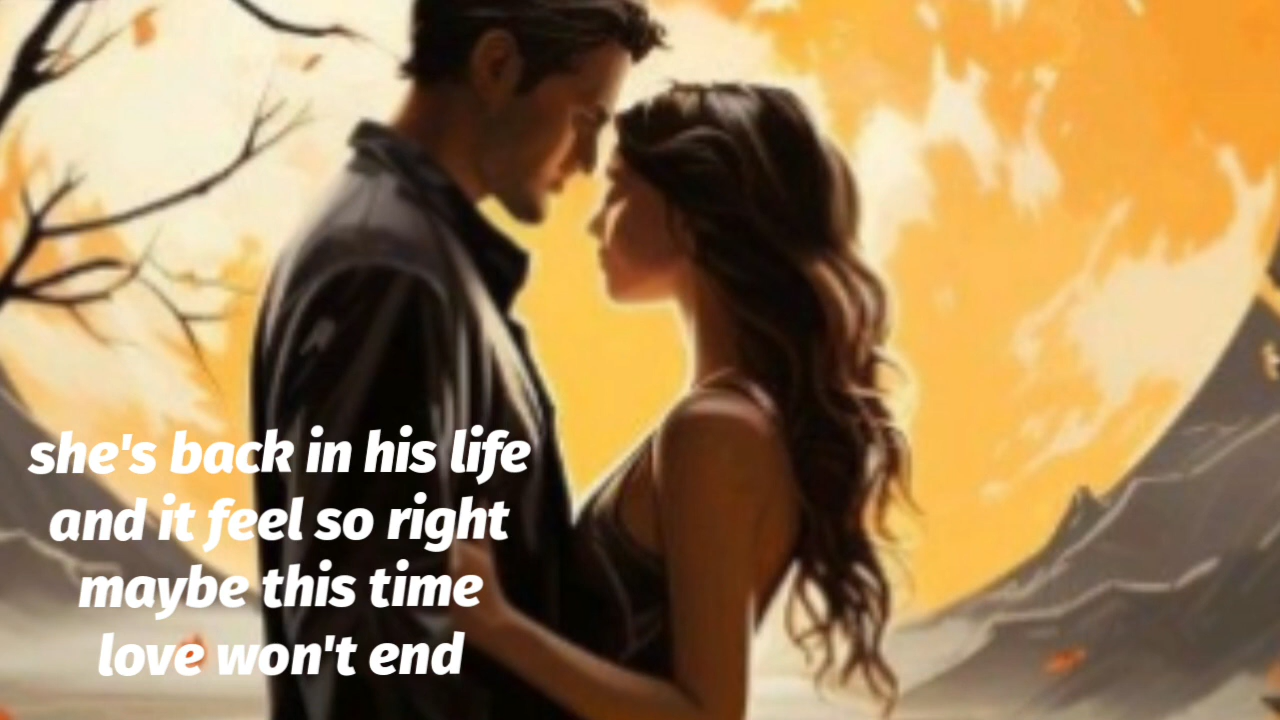 she's back in his life
and it feel so right
maybe this time
love won't end